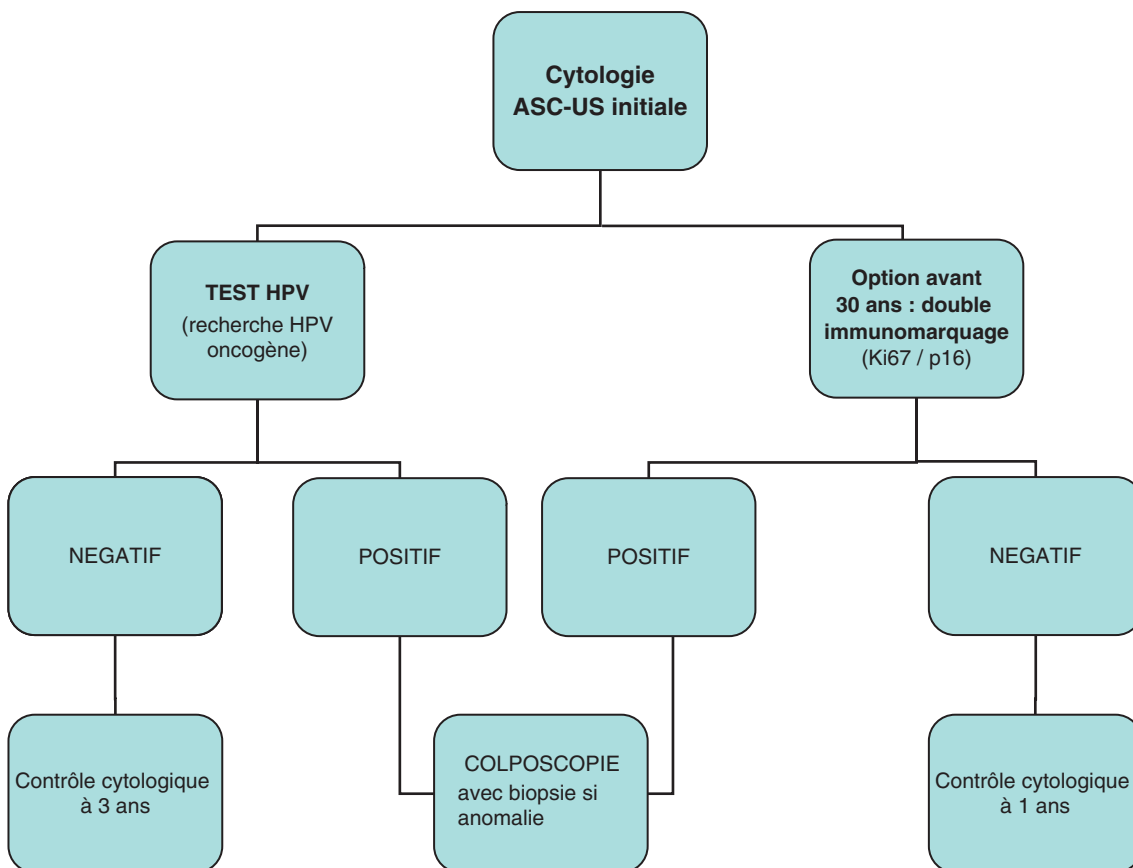 Cytologie
ASC-US initiale
TEST HPV
(recherche HPV
oncogène)
Option avant
30 ans : double
immunomarquage
(Ki67 / p16)
NEGATIF
POSITIF
POSITIF
NEGATIF
Contrôle cytologique
à 3 ans
COLPOSCOPIE
avec biopsie si
anomalie
Contrôle cytologique
à 1 ans